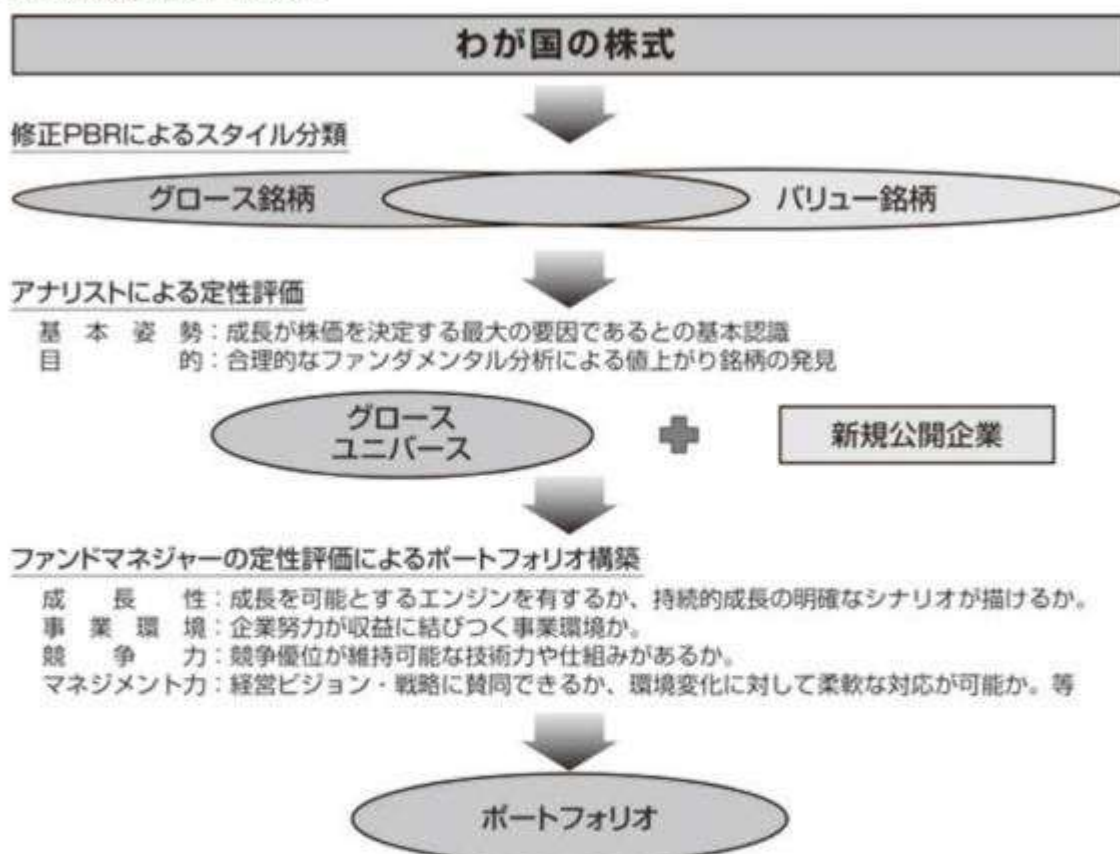 わが国の株式
修正PBRによるスタイル分類
グロース銘柄
バリュー銘柄
アナリストによる定性評価
基本姿勢：成長が株価を決定する最大の要因であるとの基本認識
目的：合理的なファンダメンタル分析による値上がり銘柄の発見
グロース
ユニバース
新規公開企業
ファンドマネジャーの定性評価によるポートフォリオ構築
成長性：成長を可能とするエンジンを有するか、持続的成長の明確なシナリオが描けるか。
事業環境：企業努力が収益に結びつく事業環境か。
競争力：競争優位が維持可能な技術力や仕組みがあるか。
マネジメント力：経営ビジョン・戦略に賛同できるか、環境変化に対して柔軟な対応が可能か。等
ポートフォリオ